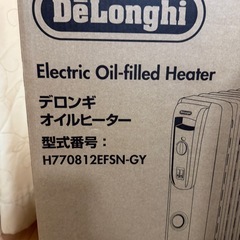 DeLonghi
Electric Oil-filled Heater
デロンギ
オイルヒーター
型式番号：
H770812EFSN-GY